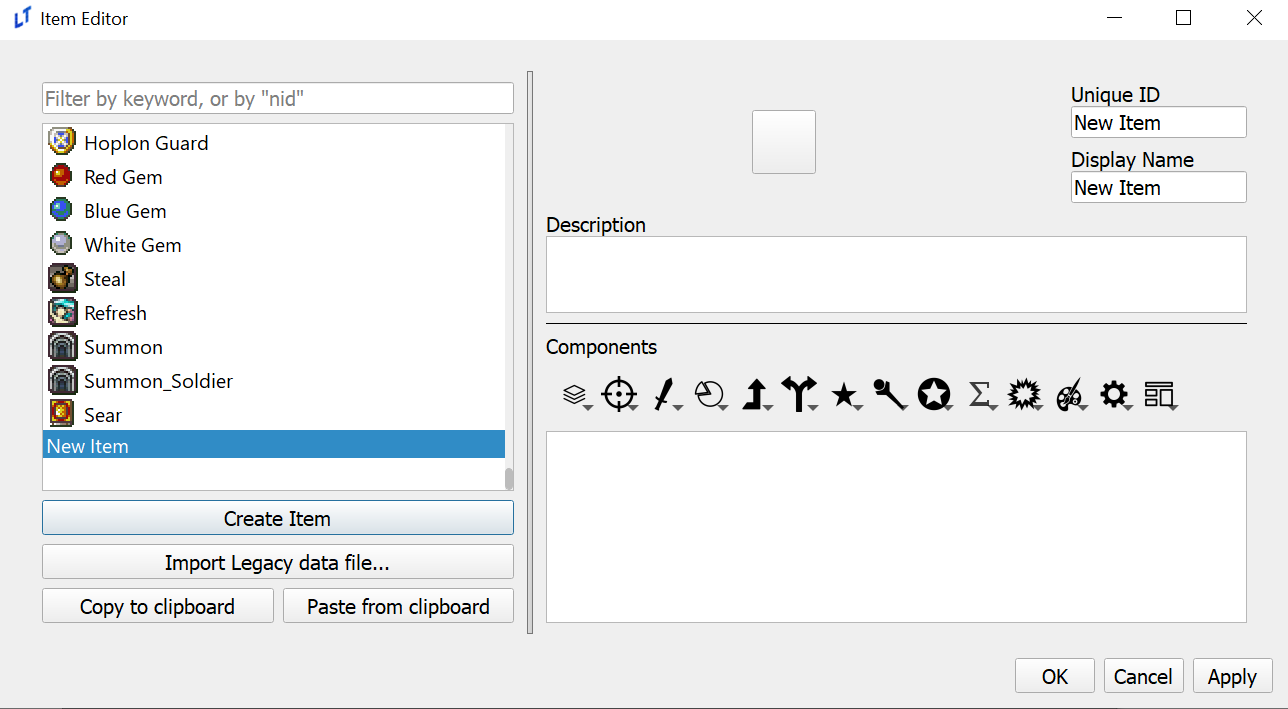 Item Editor
Filter by keyword, or by "nid"
Hoplon Guard
Red Gem
Blue Gem
White Gem
Steal
Refresh
Summon
Summon_Soldier
Sear
New Item
Create Item
Import Legacy data file...
Copy to clipboard
Paste from clipboard
Unique ID
New Item
Display Name
New Item
Description
Components
OK
Cancel
Apply